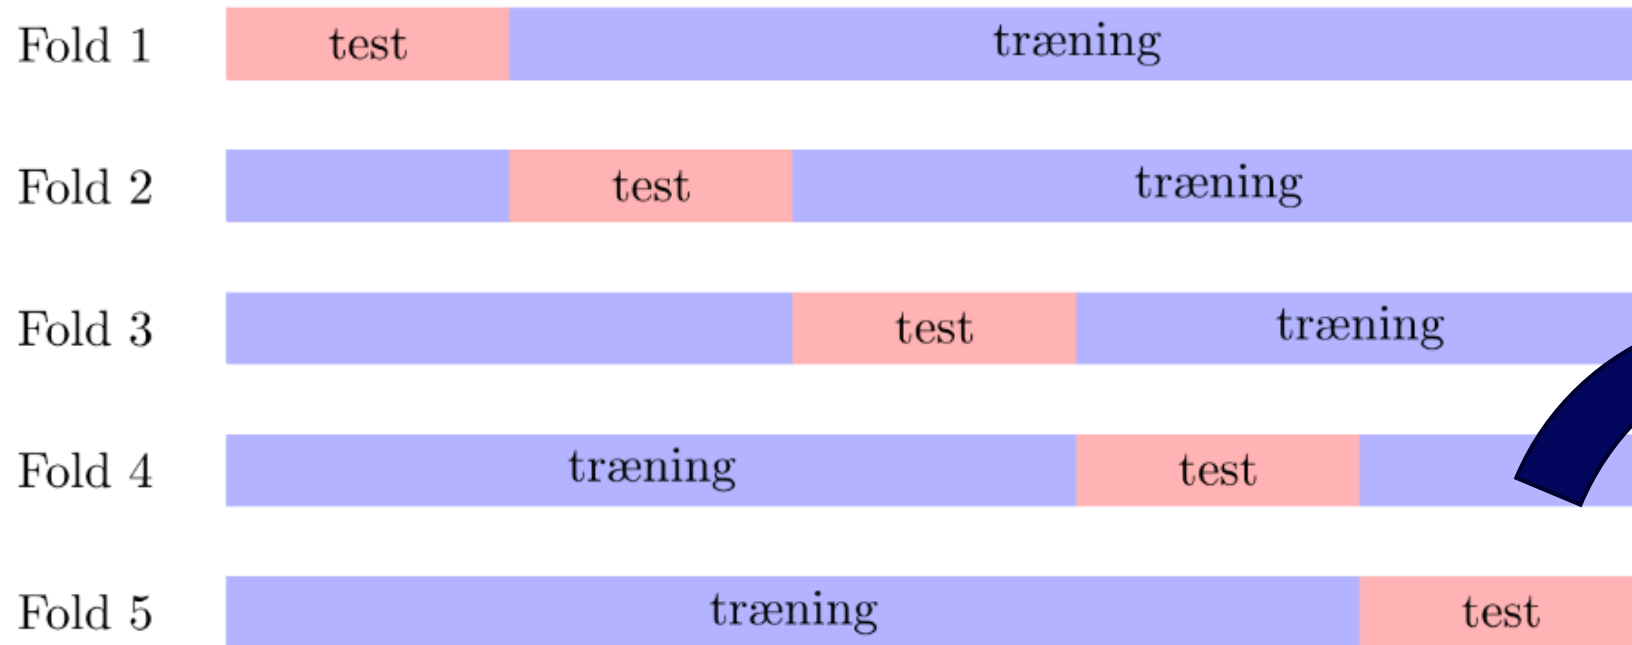 Fold 1 test træning
Fold 2 test træning
Fold 3 test træning
Fold 4 træning test
Fold 5 træning test